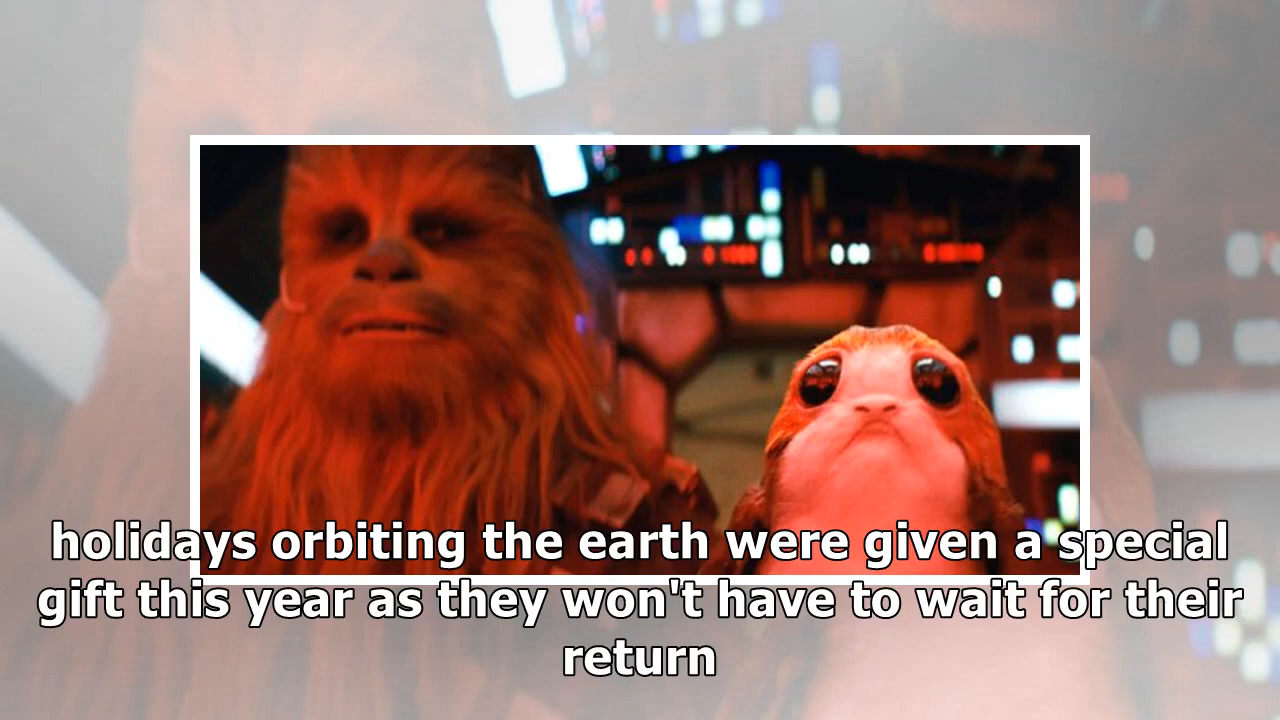 holidays orbiting the earth were given a special
gift this year as they won't have to wait for their
return